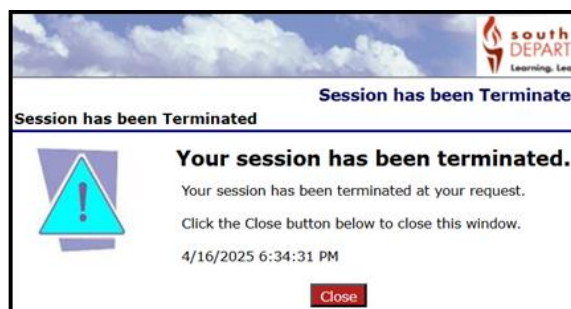 south
DEPART
Learning. Lea
Session has been Terminate
Session has been Terminated
!
Your session has been terminated.
Your session has been terminated at your request.
Click the Close button below to close this window.
4/16/2025 6:34:31 PM
Close